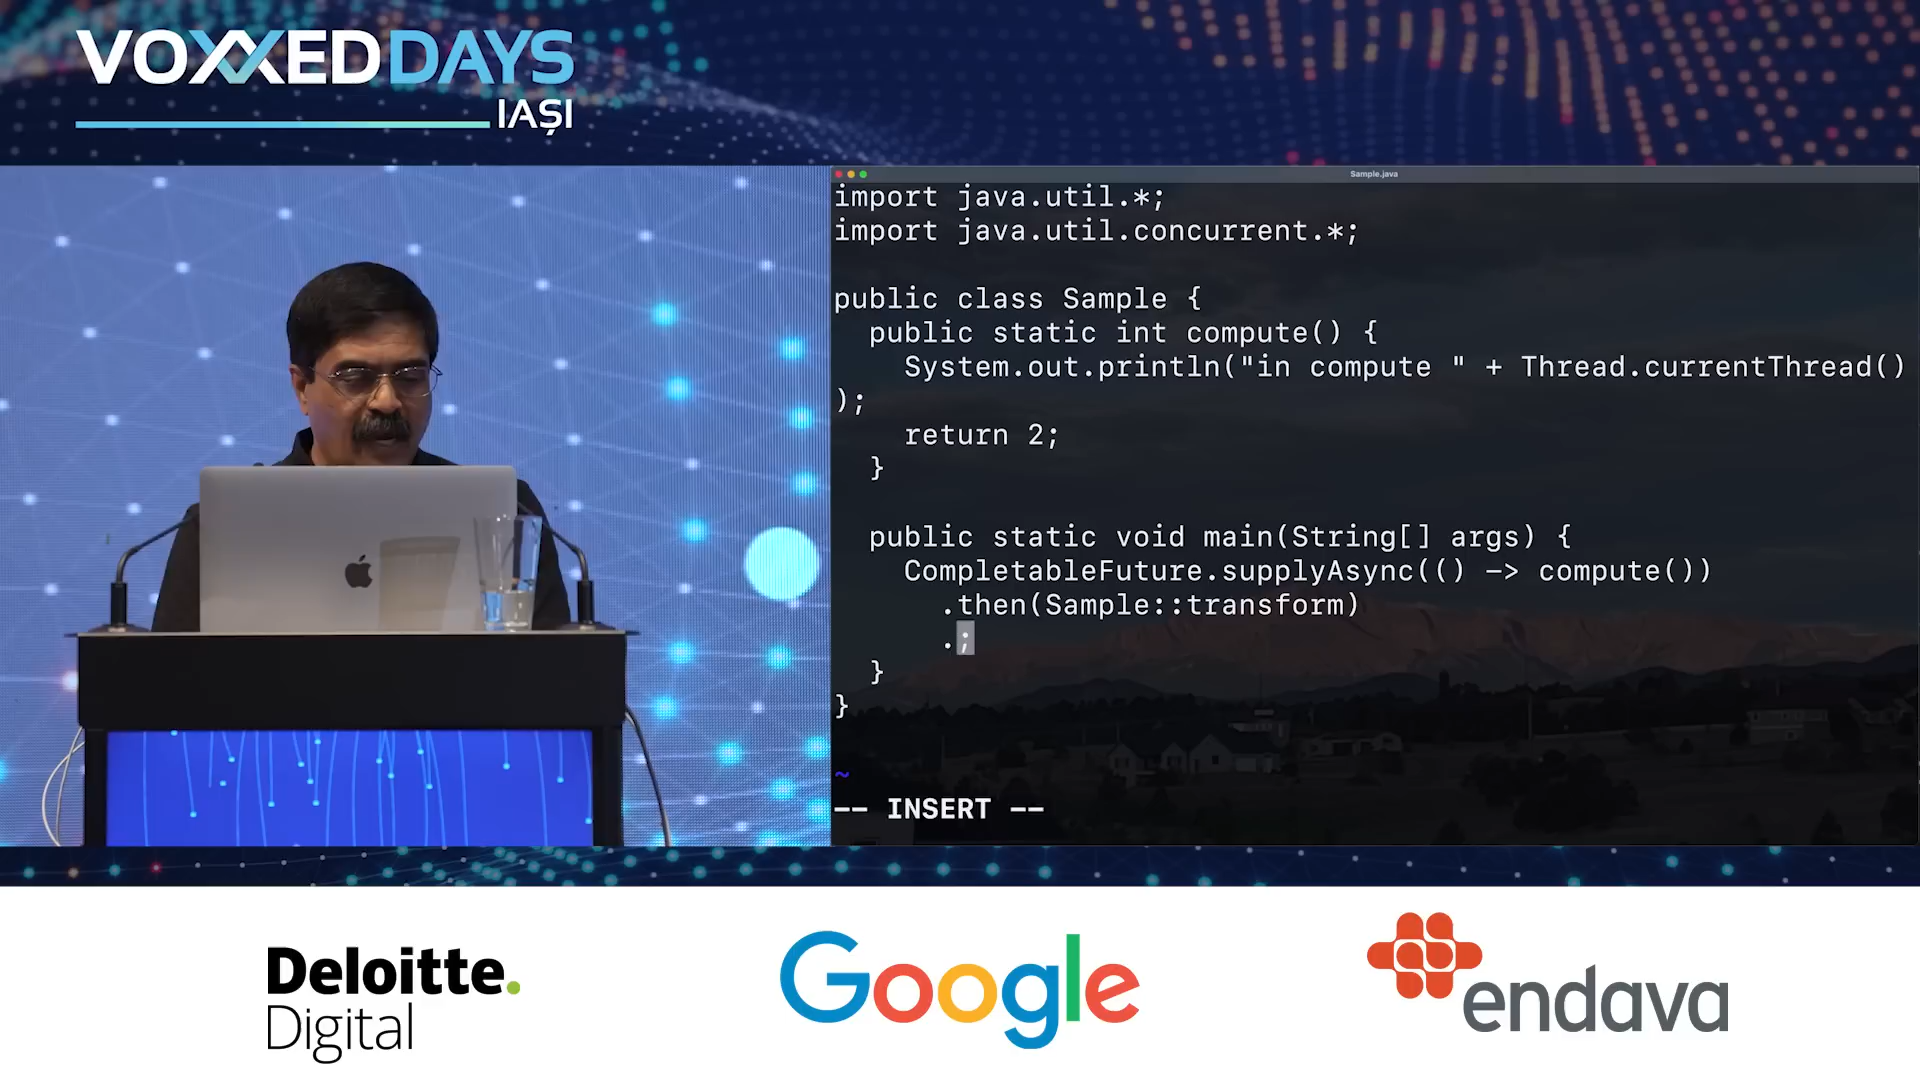 VOXXEDDAYS
IAȘI
Sample.java
import java.util.*;
import java.util.concurrent.*;
public class Sample {
public static int compute() {
System.out.println("in compute " + Thread.currentThread()
);
return 2;
}
public static void main(String[] args) {
CompletableFuture.supplyAsync(() -> compute())
.then(Sample::transform)
.;
}
}
~
-- INSERT --
Deloitte.
Digital
Google
endava